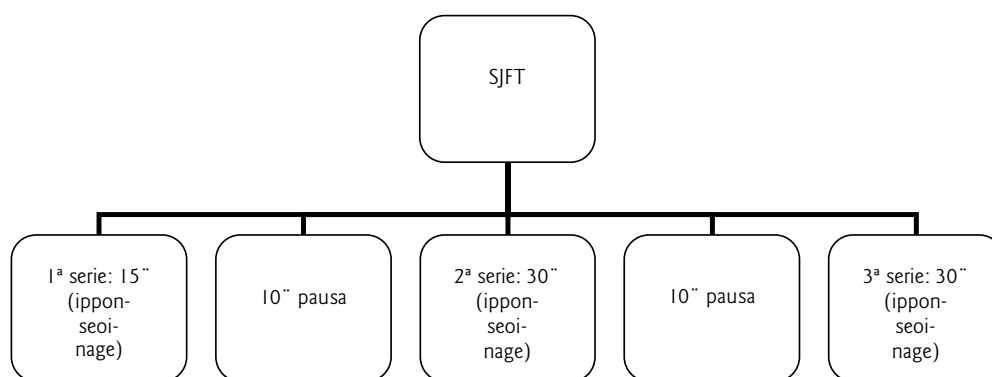 SJFT
1ª serie: 15¨
(ippon-
seoi-
nage)
10¨ pausa
2ª serie: 30¨
(ippon-
seoi-
nage)
10¨ pausa
3ª serie: 30¨
(ippon-
seoi-
nage)